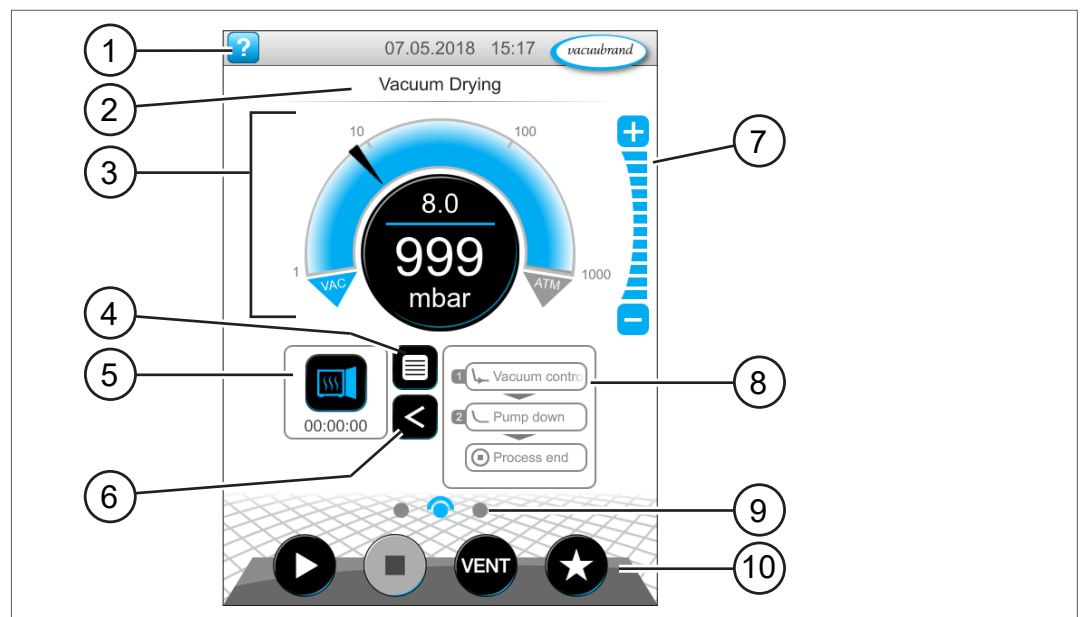 1
? 07.05.2018 15:17 vacuubrand
2
Vacuum Drying
3
10 100
7
8.0
999
mbar
1 1000
VAC ATM
4
5
8
1 Vacuum contro
2 Pump down
Process end
00:00:00
6
9
10
VENT